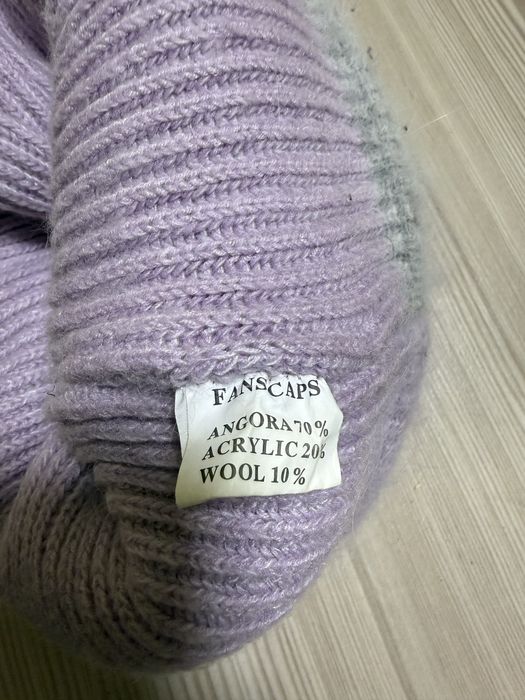 FANSCAPS
ANGORA 70%
ACRYLIC 20%
WOOL 10%